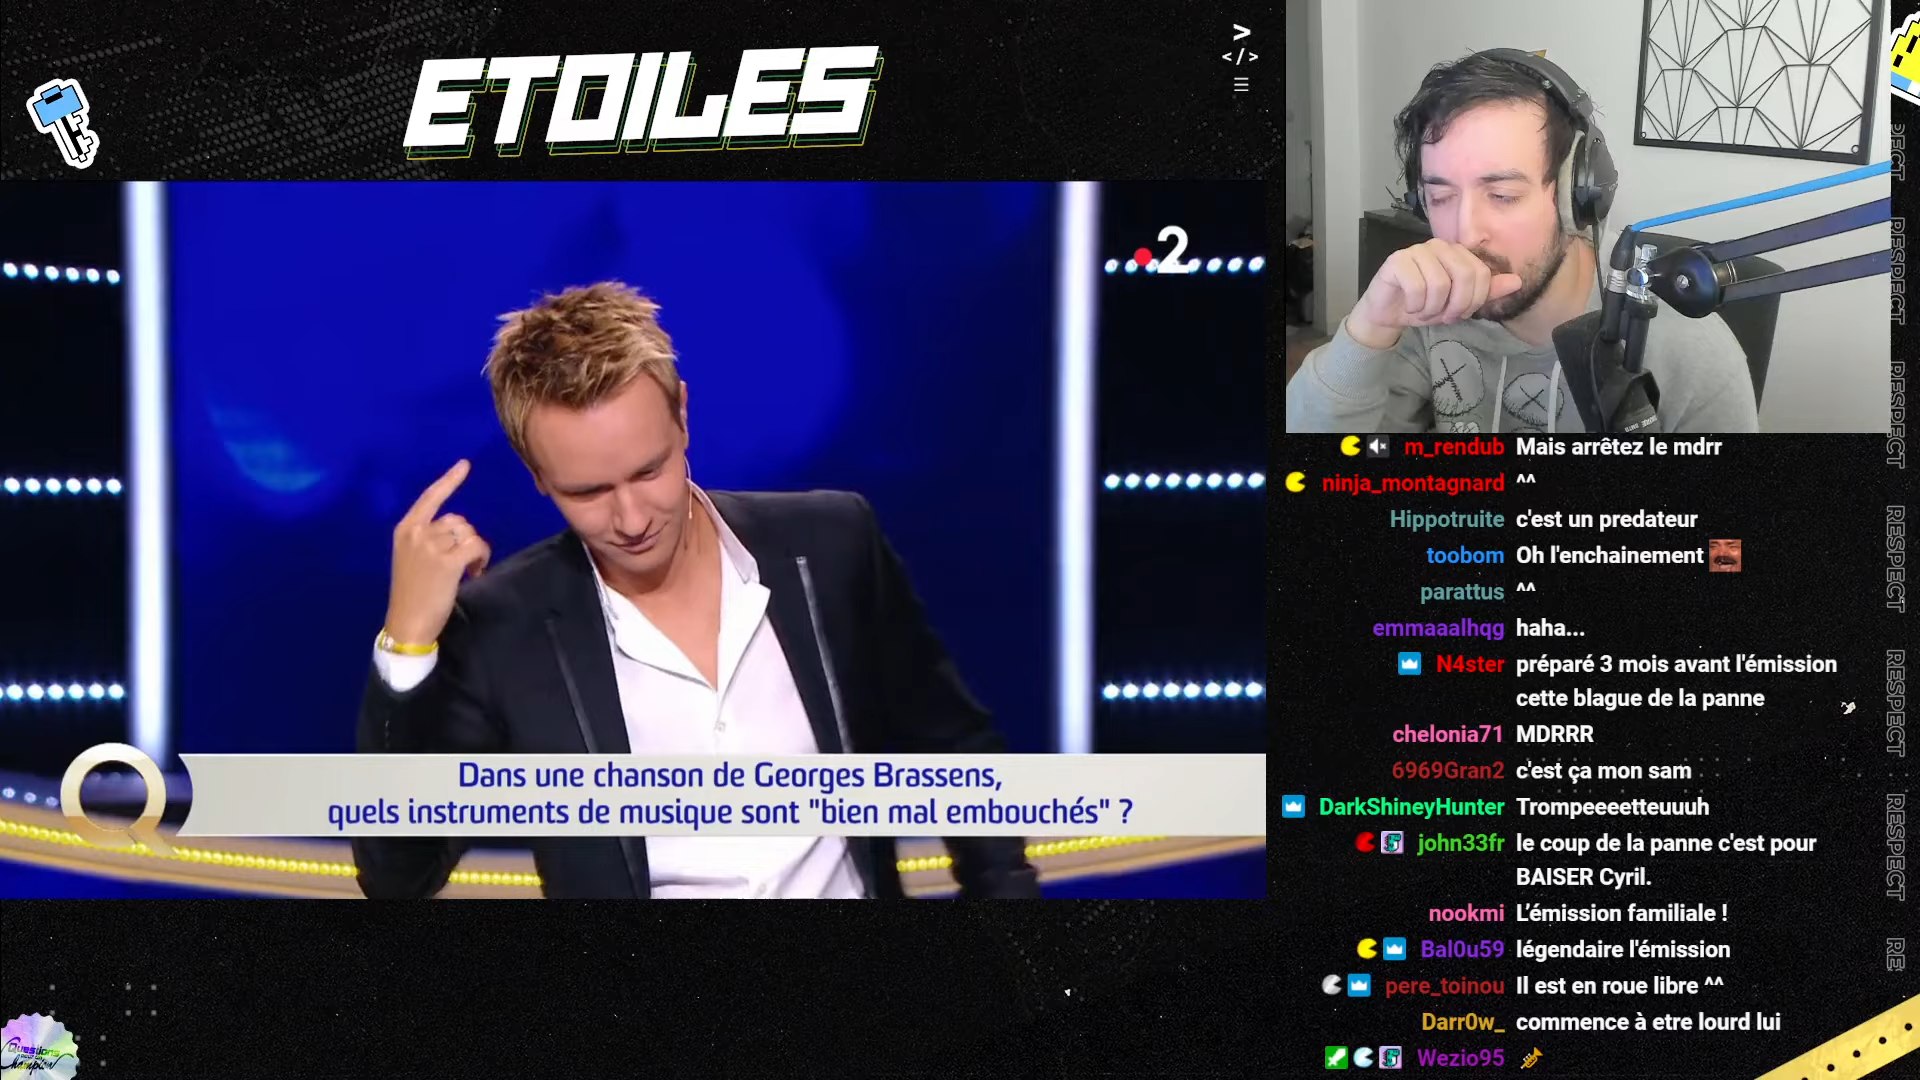 ETOILES
>
</>
2
Dans une chanson de Georges Brassens,
quels instruments de musique sont "bien mal embouchés" ?
m_rendub Mais arrêtez le mdrr
ninja_montagnard ^^
Hippotruite c'est un predateur
toobom Oh l'enchainement
parattus ^^
emmaaalhqg haha...
N4ster préparé 3 mois avant l'émission
cette blague de la panne
chelonia71 MDRRR
6969Gran2 c'est ça mon sam
DarkShineyHunter Trompeeeetteuuuh
john33fr le coup de la panne c'est pour
BAISER Cyril.
nookmi L'émission familiale !
Bal0u59 légendaire l'émission
pere_toinou Il est en roue libre ^^
Darr0w_ commence à etre lourd lui
Wezio95
PECT
RESPECT
RESPECT
RESPECT
RESPECT
RESPECT
RE
Questions
Champion